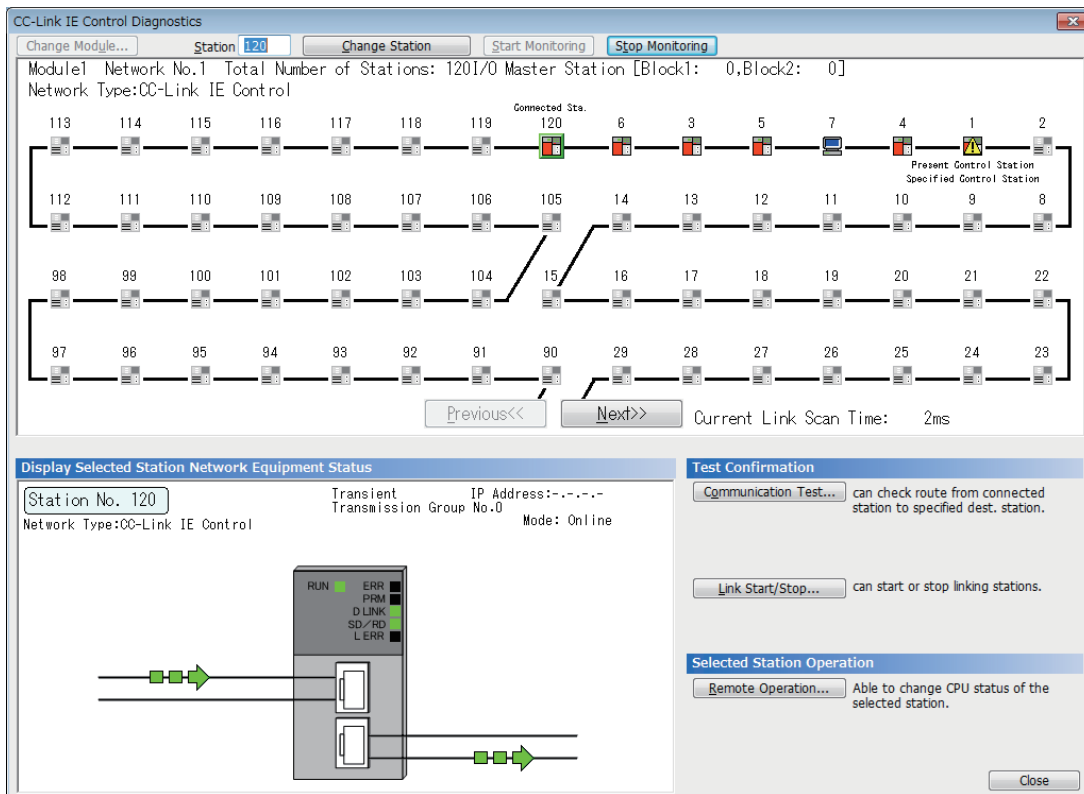 CC-Link IE Control Diagnostics
Change Module... Station 120 Change Station Start Monitoring Stop Monitoring
Module1 Network No.1 Total Number of Stations: 120I/O Master Station [Block1: 0,Block2: 0]
Network Type:CC-Link IE Control
Connected Sta.
113 114 115 116 117 118 119 120 6 3 5 7 4 1 2
Present Control Station
Specified Control Station
112 111 110 109 108 107 106 105 14 13 12 11 10 9 8
98 99 100 101 102 103 104 15 16 17 18 19 20 21 22
97 96 95 94 93 92 91 90 29 28 27 26 25 24 23
Previous<< Next>> Current Link Scan Time: 2ms
Display Selected Station Network Equipment Status
Station No. 120
Network Type:CC-Link IE Control
Transient IP Address:-.-.-.-
Transmission Group No.0
Mode: Online
RUN ERR
PRM
D LINK
SD/RD
L ERR
Test Confirmation
Communication Test... can check route from connected
station to specified dest. station.
Link Start/Stop... can start or stop linking stations.
Selected Station Operation
Remote Operation... Able to change CPU status of the
selected station.
Close